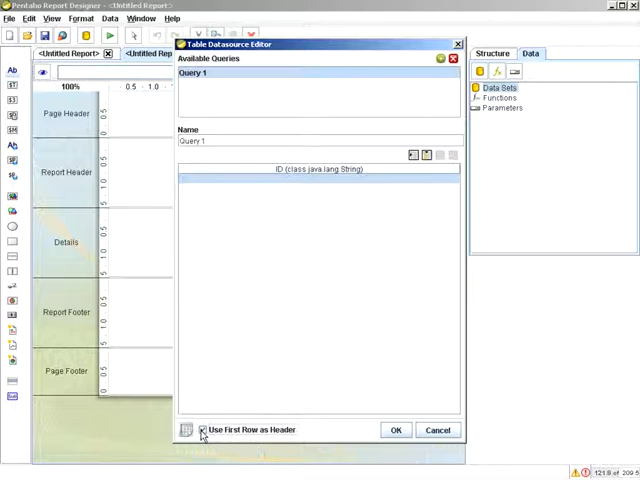 Pentaho Report Designer - <Untitled Report>
File Edit View Format Data Window Help
<Untitled Report>
<Untitled Rep
Table Datasource Editor
Available Queries
Query 1
Name
Query 1
ID (class java.lang.String)
Use First Row as Header
OK
Cancel
Structure
Data
Data Sets
Functions
Parameters
100%
0.5 1.0
Page Header
Report Header
Details
Report Footer
Page Footer
121.8 of 209.5